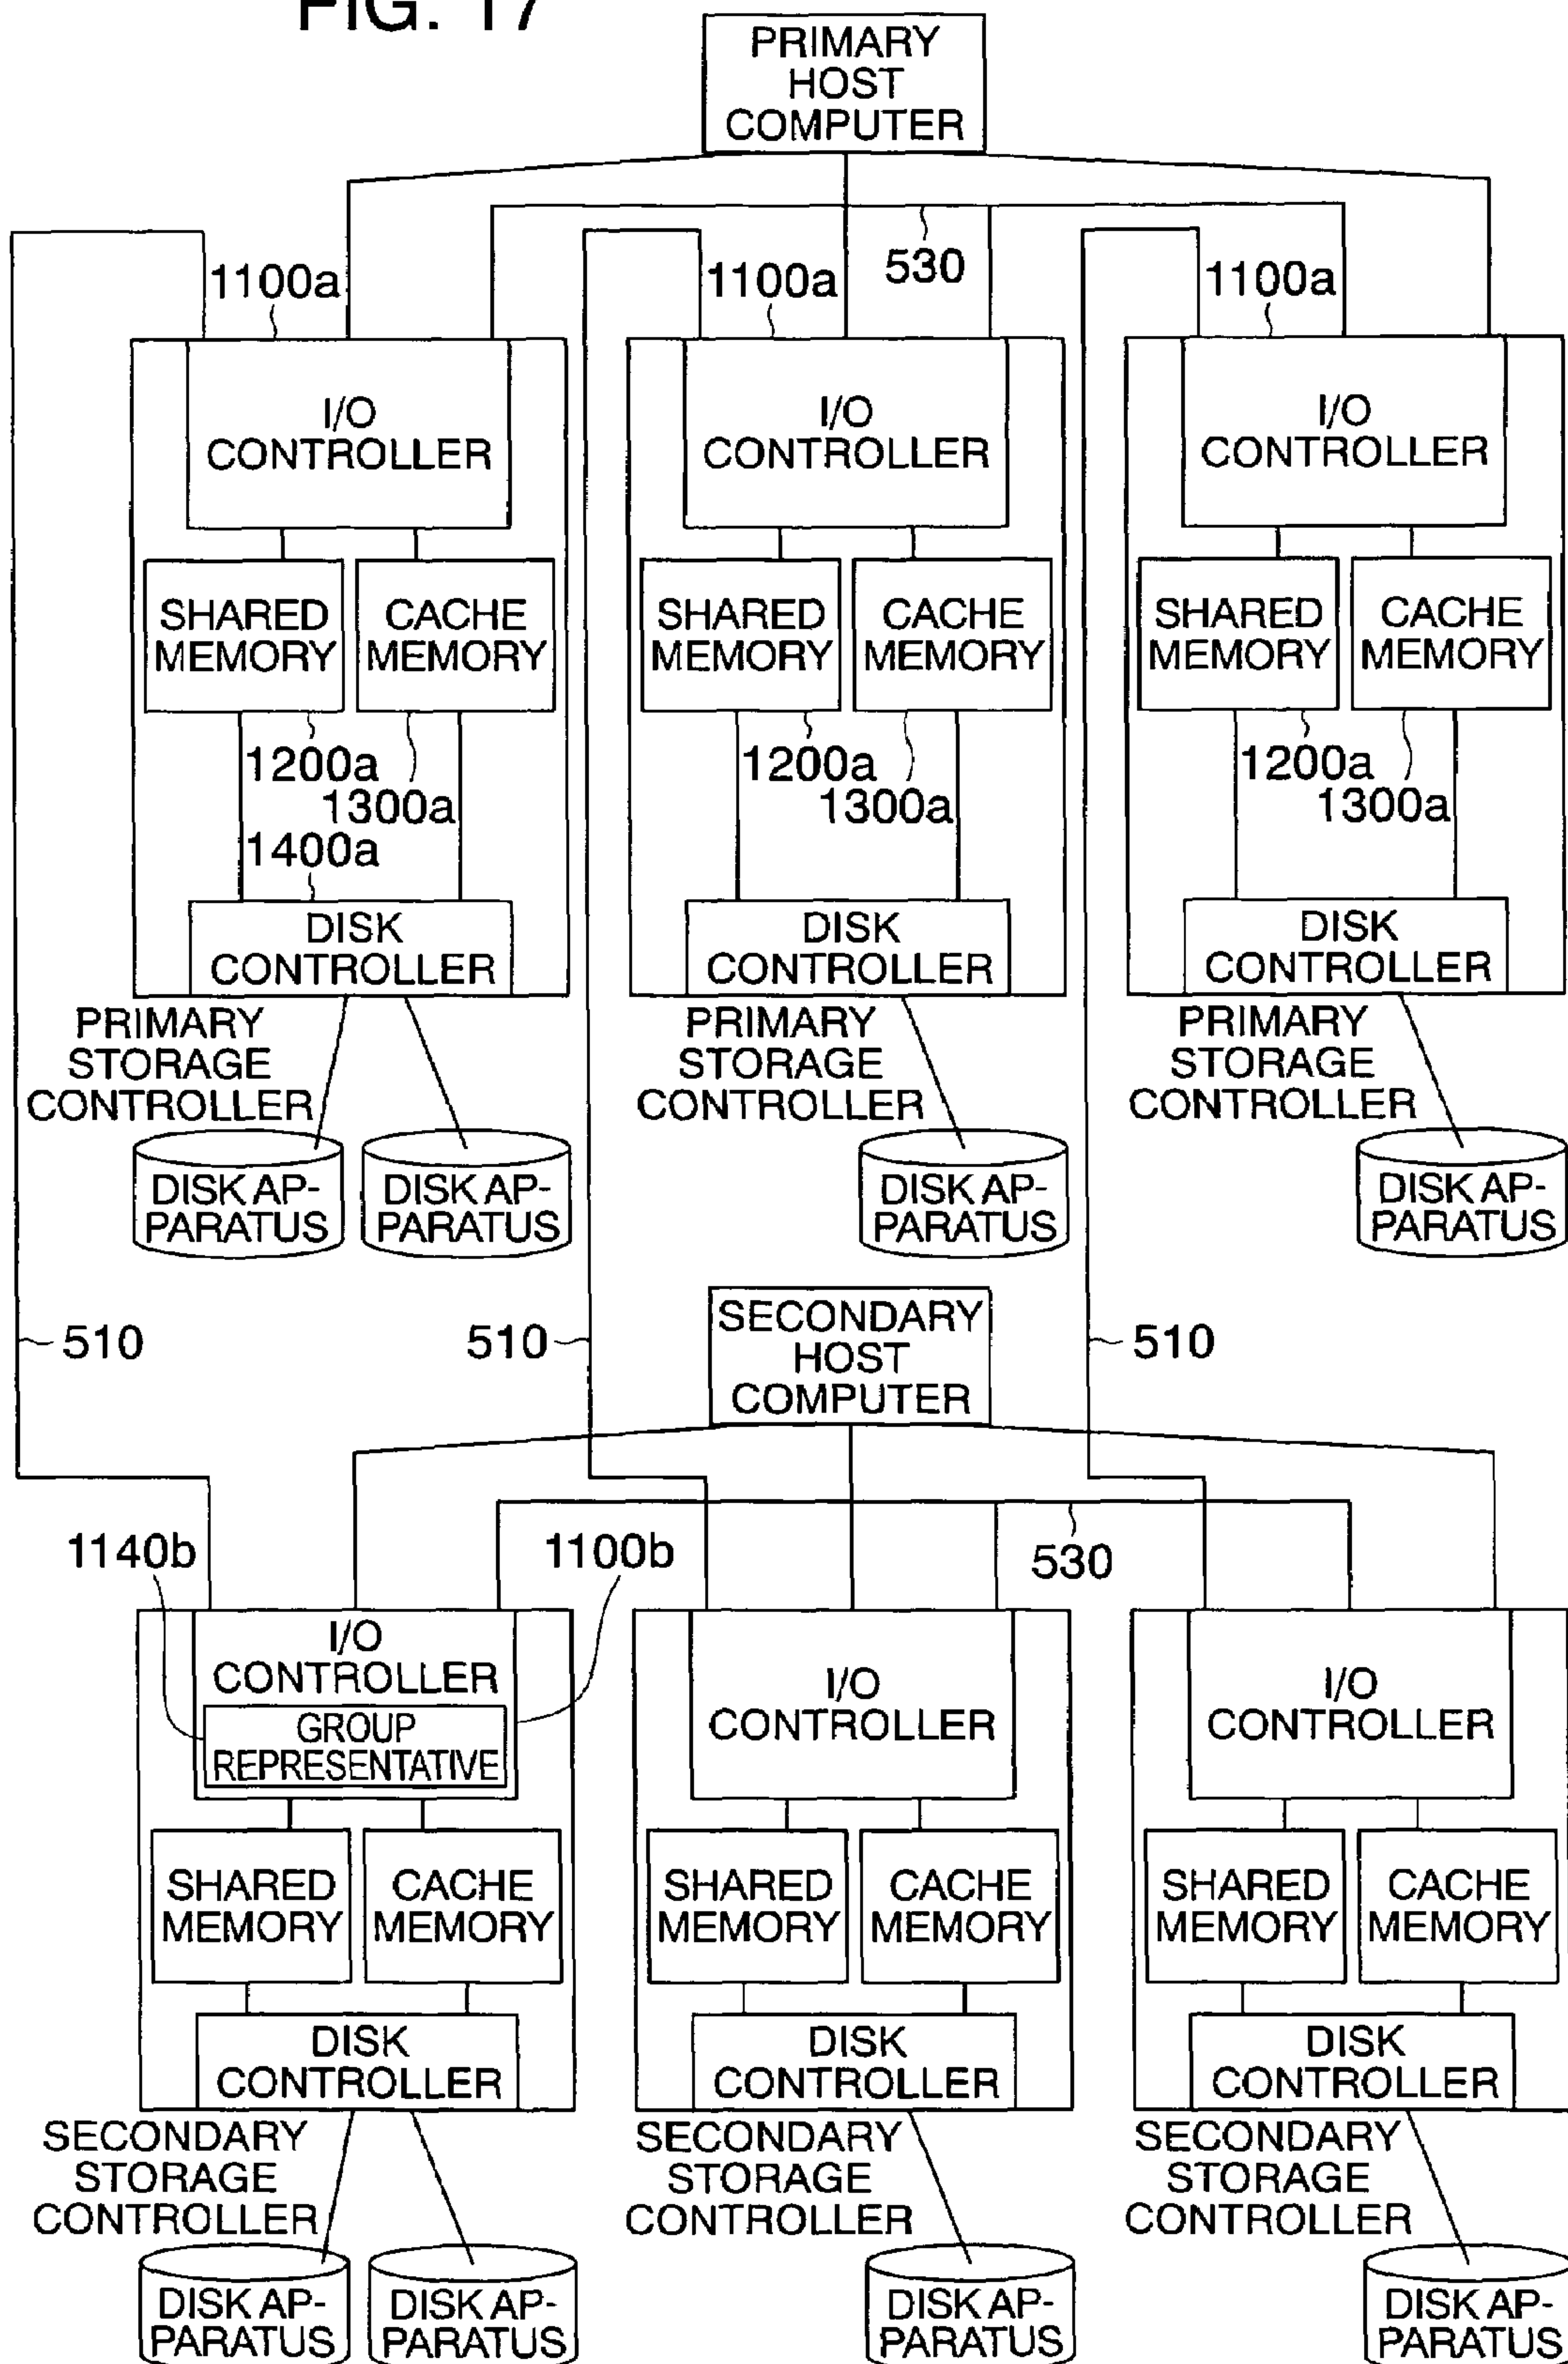 FIG. 17
PRIMARY
HOST
COMPUTER
530
1100a
1100a
1100a
I/O
CONTROLLER
I/O
CONTROLLER
I/O
CONTROLLER
SHARED
MEMORY
CACHE
MEMORY
SHARED
MEMORY
CACHE
MEMORY
SHARED
MEMORY
CACHE
MEMORY
1200a
1300a
1400a
1200a
1300a
1200a
1300a
DISK
CONTROLLER
DISK
CONTROLLER
DISK
CONTROLLER
PRIMARY
STORAGE
CONTROLLER
PRIMARY
STORAGE
CONTROLLER
PRIMARY
STORAGE
CONTROLLER
DISK AP-
PARATUS
DISK AP-
PARATUS
DISK AP-
PARATUS
DISK AP-
PARATUS
510
510
510
SECONDARY
HOST
COMPUTER
1140b
1100b
530
I/O
CONTROLLER
GROUP
REPRESENTATIVE
I/O
CONTROLLER
I/O
CONTROLLER
SHARED
MEMORY
CACHE
MEMORY
SHARED
MEMORY
CACHE
MEMORY
SHARED
MEMORY
CACHE
MEMORY
DISK
CONTROLLER
DISK
CONTROLLER
DISK
CONTROLLER
SECONDARY
STORAGE
CONTROLLER
SECONDARY
STORAGE
CONTROLLER
SECONDARY
STORAGE
CONTROLLER
DISK AP-
PARATUS
DISK AP-
PARATUS
DISK AP-
PARATUS
DISK AP-
PARATUS